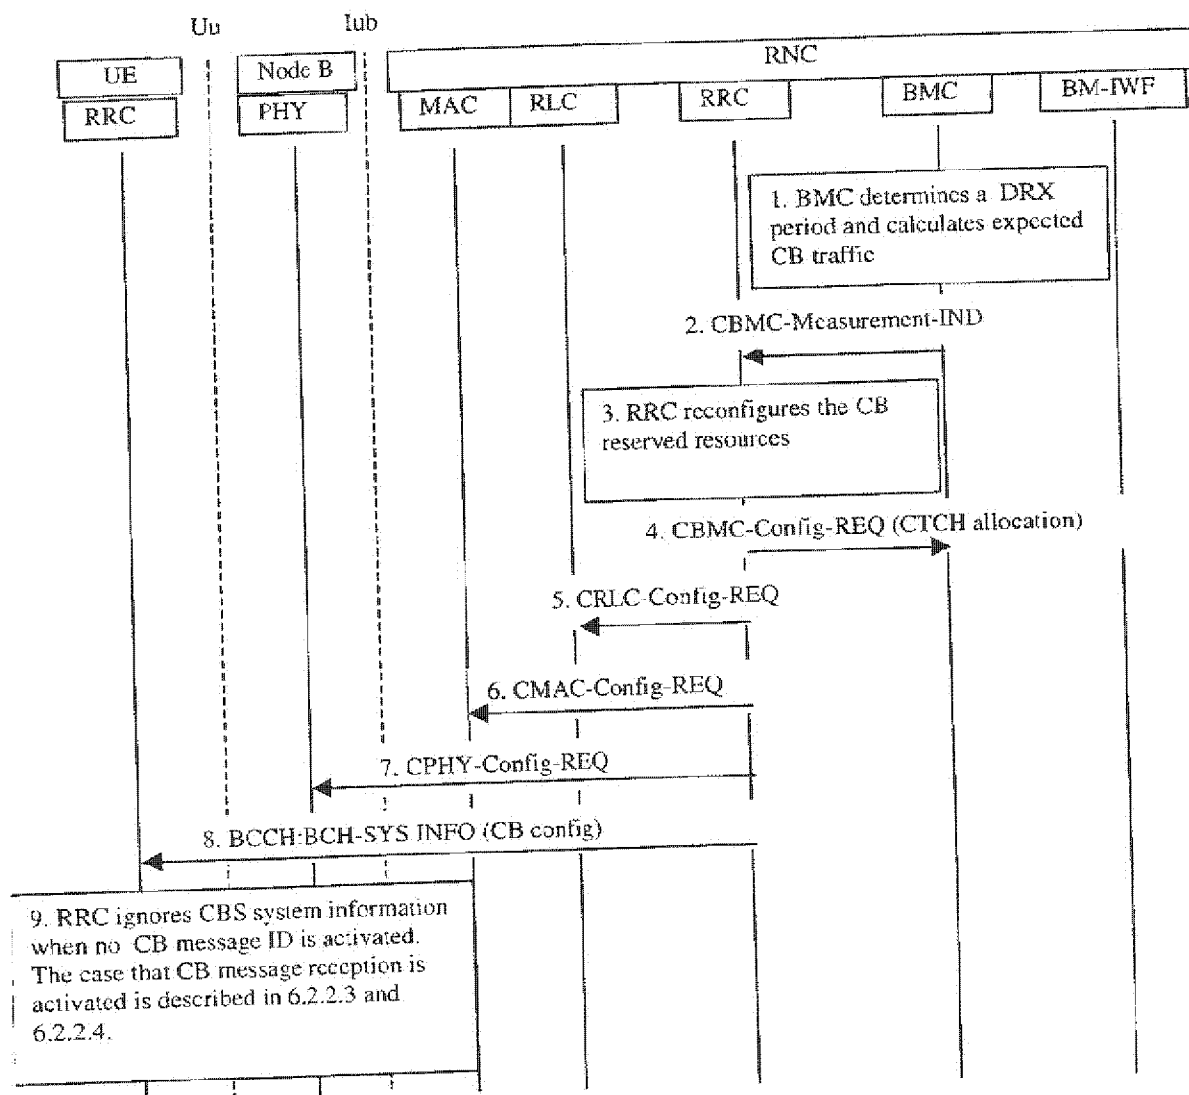 Uu
Iub
RNC
UE
Node B
RRC
PHY
MAC
RLC
RRC
BMC
BM-IWF
1. BMC determines a DRX
period and calculates expected
CB traffic
2. CBMC-Measurement-IND
3. RRC reconfigures the CB
reserved resources
4. CBMC-Config-REQ (CTCH allocation)
5. CRLC-Config-REQ
6. CMAC-Config-REQ
7. CPHY-Config-REQ
8. BCCH:BCH-SYS INFO (CB config)
9. RRC ignores CBS system information
when no CB message ID is activated.
The case that CB message reception is
activated is described in 6.2.2.3 and
6.2.2.4.